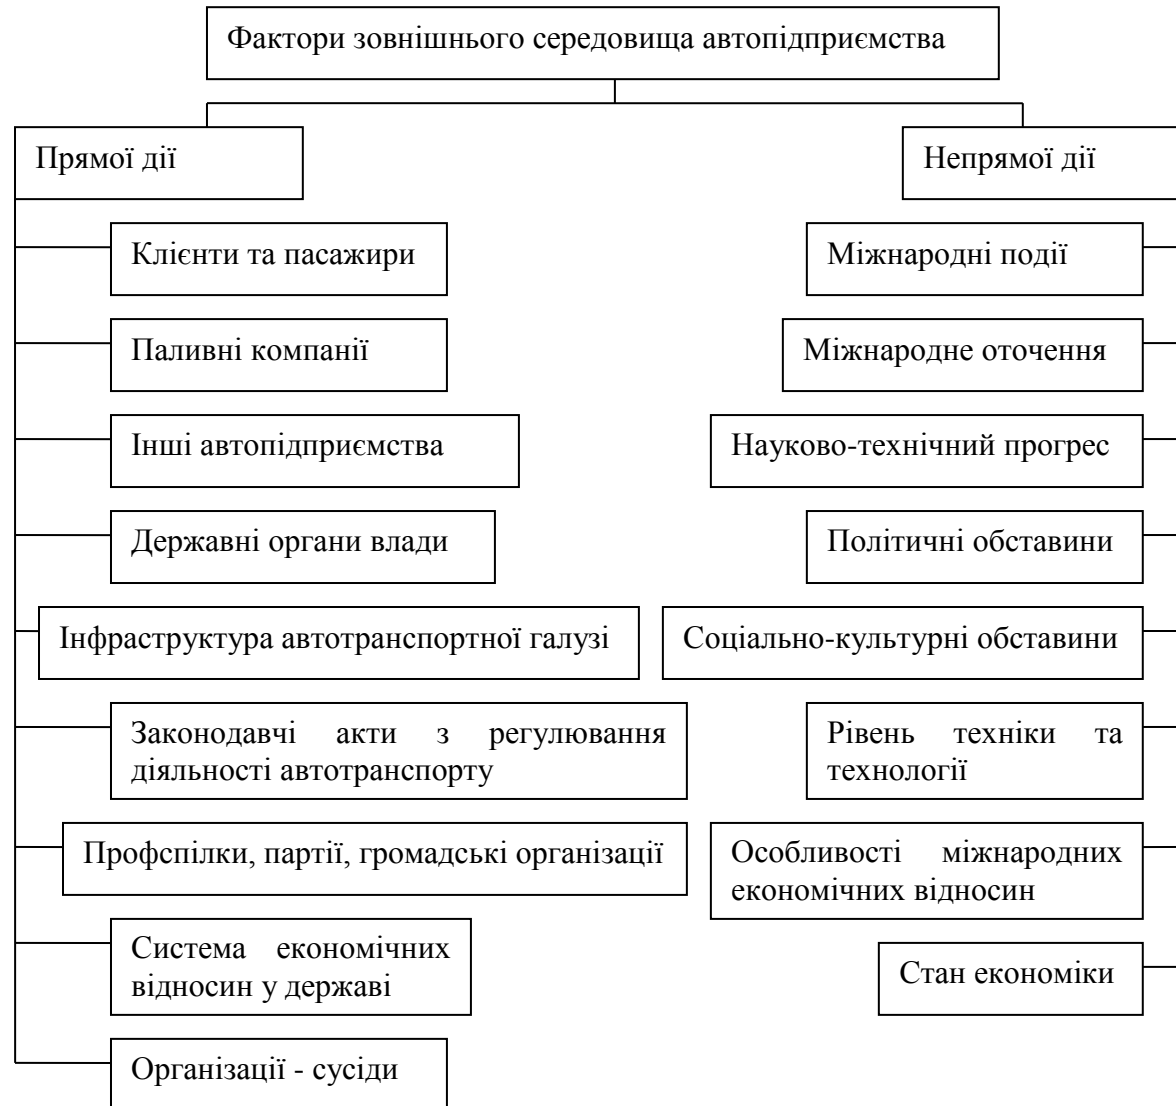 Фактори зовнішнього середовища автопідприємства
Прямої дії
Непрямої дії
Клієнти та пасажири
Міжнародні події
Паливні компанії
Міжнародне оточення
Інші автопідприємства
Науково-технічний прогрес
Державні органи влади
Політичні обставини
Інфраструктура автотранспортної галузі
Соціально-культурні обставини
Законодавчі акти з регулювання
діяльності автотранспорту
Рівень техніки та
технології
Профспілки, партії, громадські організації
Особливості міжнародних
економічних відносин
Система економічних
відносин у державі
Стан економіки
Організації - сусіди